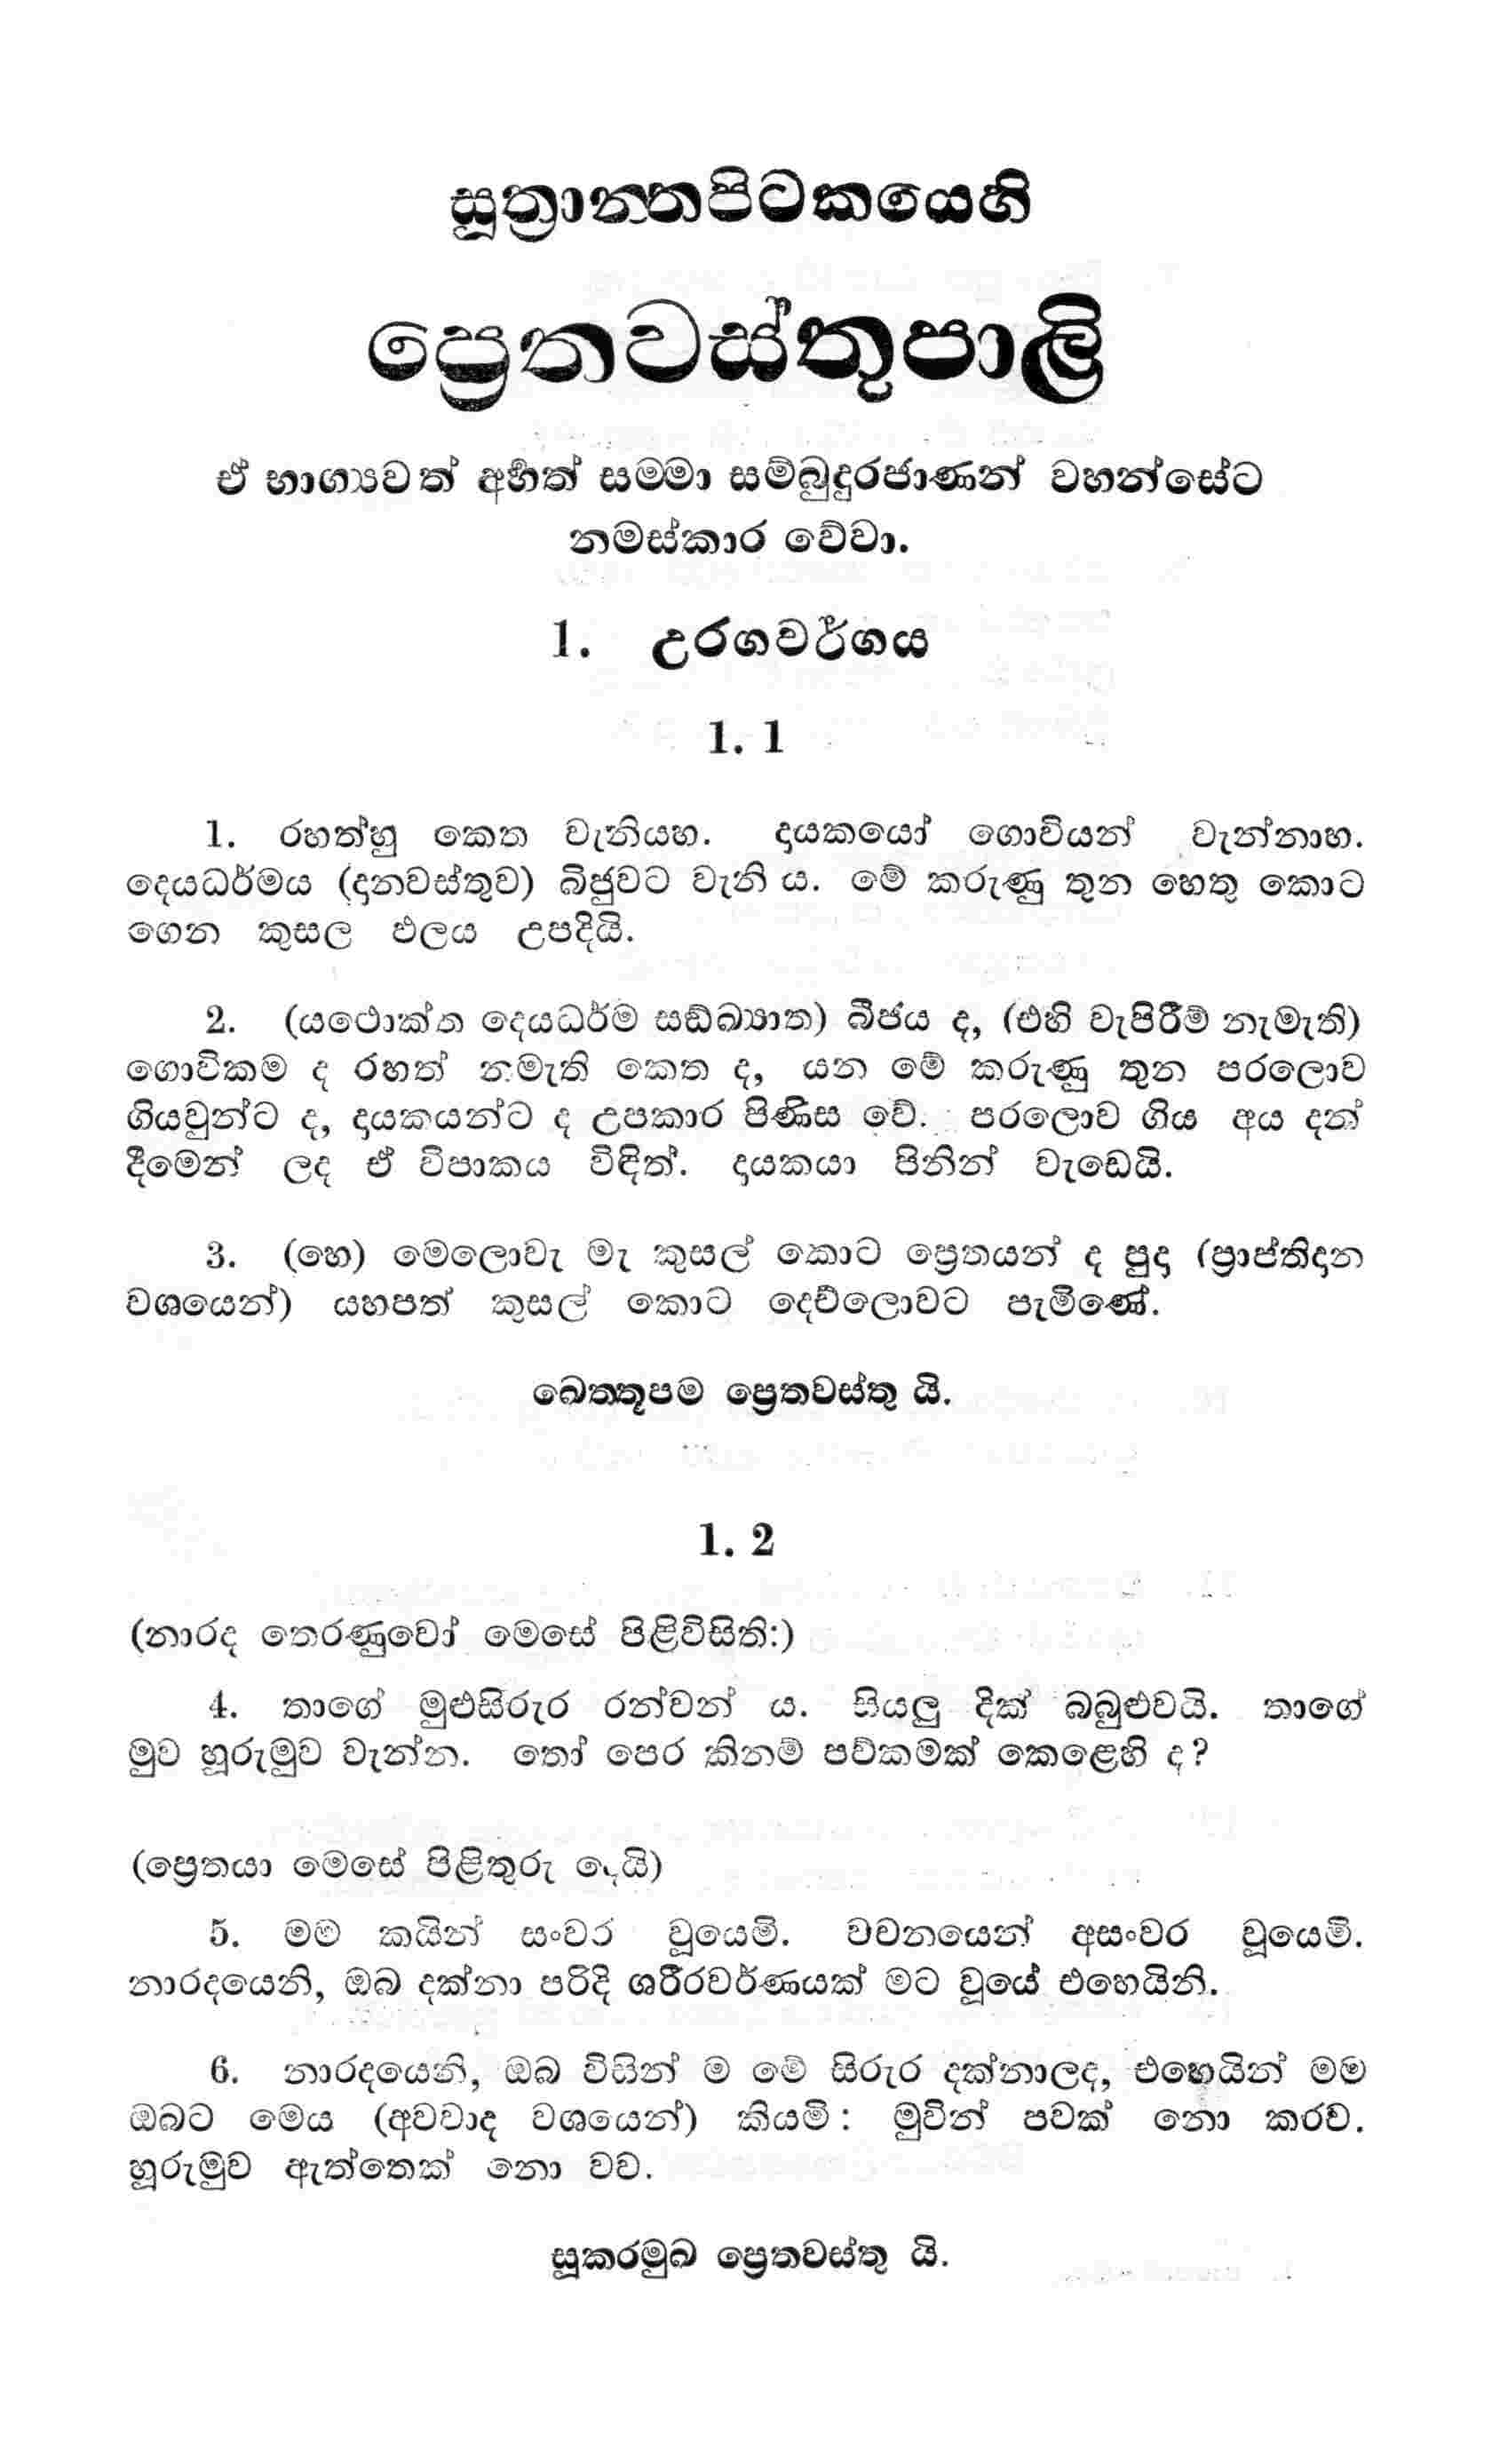 සූත්‍රාන්තපිටකයෙහි
ප්‍රෙතවස්තුපාලි
ඒ භාග්‍යවත් අර්හත් සම්මා සම්බුදුරජාණන් වහන්සේට
නමස්කාර වේවා.
1. උරගවර්ගය
1. 1
1. රහත්හු කෙත වැනියහ. දායකයෝ ගොවියන් වැන්නාහ.
දෙයධර්මය (දානවස්තුව) බිජුවට වැනි ය. මේ කරුණු තුන හෙතු කොට
ගෙන කුසල ඵලය උපදියි.
2. (යථොක්ත දෙයධර්ම සඞ්ඛ්‍යාත) බීජය ද, (එහි වැපිරීම් නැමැති)
ගොවිකම ද රහත් නමැති කෙත ද, යන මේ කරුණු තුන පරලොව
ගියවුන්ට ද, දායකයන්ට ද උපකාර පිණිස වේ. පරලොව ගිය අය දන්
දීමෙන් ලද ඒ විපාකය විඳිත්. දායකයා පිනින් වැඩෙයි.
3. (හෙ) මෙලොවැ මැ කුසල් කොට ප්‍රෙතයන් ද පුදා (ප්‍රාප්තිදාන
වශයෙන්) යහපත් කුසල් කොට දෙව්ලොවට පැමිණේ.
ඛෙත්තූපම ප්‍රෙතවස්තු යි.
1. 2
(නාරද තෙරණුවෝ මෙසේ පිළිවිසිති:)
4. තාගේ මුළුසිරුර රන්වන් ය. සියලු දික් බබුළුවයි. තාගේ
මුව හූරුමුව වැන්න. තෝ පෙර කිනම් පව්කමක් කෙළෙහි ද?
(ප්‍රෙතයා මෙසේ පිළිතුරු දෙයි)
5. මම කයින් සංවර වූයෙමි. වචනයෙන් අසංවර වූයෙමි.
නාරදයෙනි, ඔබ දක්නා පරිදි ශරීරවර්ණයක් මට වූයේ එහෙයිනි.
6. නාරදයෙනි, ඔබ විසින් ම මේ සිරුර දක්නාලද, එහෙයින් මම
ඔබට මෙය (අවවාද වශයෙන්) කියමි: මුවින් පවක් නො කරව.
හූරුමුව ඇත්තෙක් නො වව.
සූකරමුඛ ප්‍රෙතවස්තු යි.